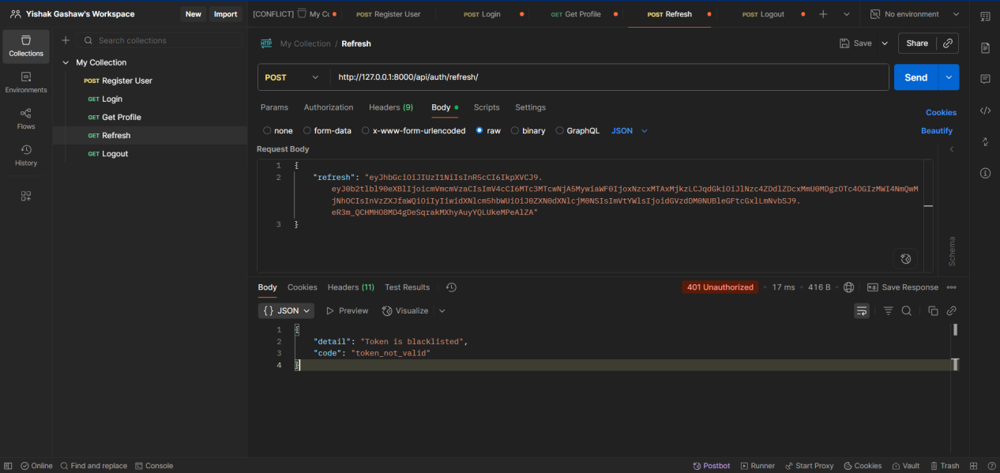 Yishak Gashaw's Workspace
New
Import
[CONFLICT] My Cc
POST Register User
POST Login
GET Get Profile
POST Refresh
POST Logout
No environment
Collections
Environments
Flows
History
Search collections
My Collection
POST Register User
GET Login
GET Get Profile
GET Refresh
GET Logout
HTTP My Collection / Refresh
Save
Share
POST
http://127.0.0.1:8000/api/auth/refresh/
Send
Params Authorization Headers (9) Body Scripts Settings
Cookies
none form-data x-www-form-urlencoded raw binary GraphQL JSON
Beautify
Request Body
1 {
2 "refresh": "eyJhbGciOiJIUzI1NiIsInR5cCI6IkpXVCJ9.
eyJ0b2tlbl90eXBlIjoicmVmcmVzaCIsImV4cCI6MTc3MTcwNjA5MywiaWF0IjoxNzcxMTAxMjkzLCJqdGkiOiJlNzc4ZDdlZDcxMmU0MDgzOTc4OGIzMWI4NmQwM
jNhOCIsInVzZXJfaWQiOiIyIiwidXNlcm5hbWUiOiJ0ZXN0dXNlcjM0NSIsImVtYWlsIjoidGVzdDM0NUBleGFtcGxlLmNvbSJ9.
eR3m_QCHMHO8MD4gDeSqrakMXhyAuyYQLUkeMPeAlZA"
3 }
Schema
Body Cookies Headers (11) Test Results
401 Unauthorized
17 ms
416 B
Save Response
{} JSON
Preview
Visualize
1 {
2 "detail": "Token is blacklisted",
3 "code": "token_not_valid"
4 }
Online
Find and replace
Console
Postbot
Runner
Start Proxy
Cookies
Vault
Trash